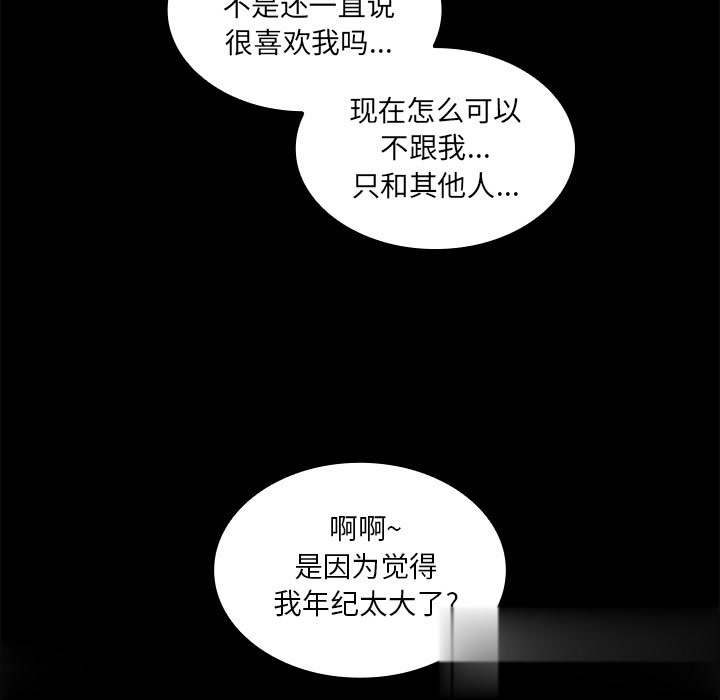 不是还一直说
很喜欢我吗...
现在怎么可以
不跟我...
只和其他人...
啊啊~
是因为觉得
我年纪太大了?